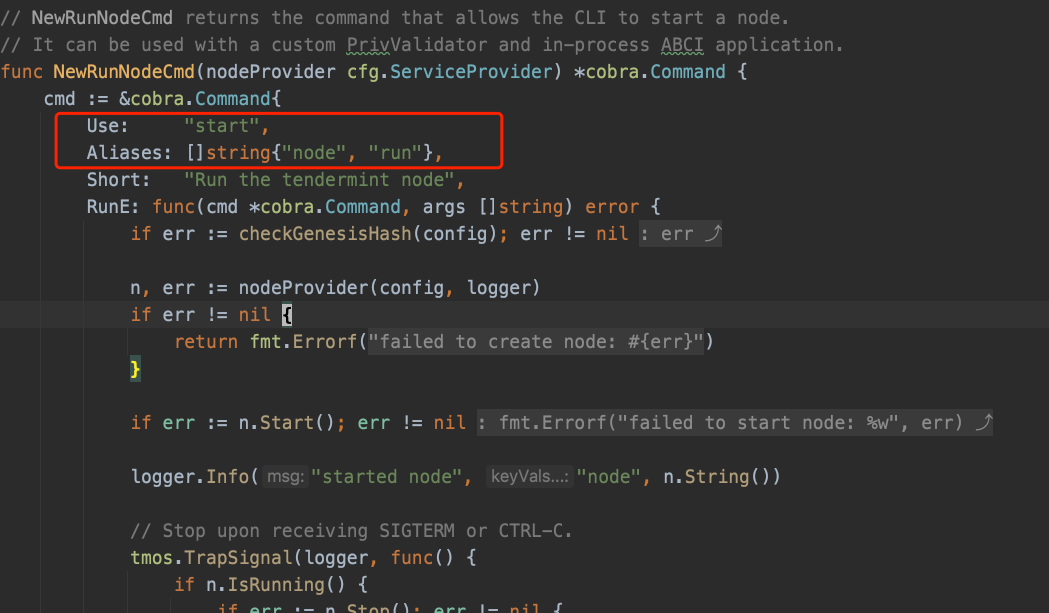 // NewRunNodeCmd returns the command that allows the CLI to start a node.
// It can be used with a custom PrivValidator and in-process ABCI application.
func NewRunNodeCmd(nodeProvider cfg.ServiceProvider) *cobra.Command {
    cmd := &cobra.Command{
        Use:     "start",
        Aliases: []string{"node", "run"},
        Short:   "Run the tendermint node",
        RunE: func(cmd *cobra.Command, args []string) error {
            if err := checkGenesisHash(config); err != nil : err ⤴

            n, err := nodeProvider(config, logger)
            if err != nil {
                return fmt.Errorf("failed to create node: #{err}")
            }

            if err := n.Start(); err != nil : fmt.Errorf("failed to start node: %w", err) ⤴

            logger.Info( msg: "started node", keyVals...: "node", n.String())

            // Stop upon receiving SIGTERM or CTRL-C.
            tmos.TrapSignal(logger, func() {
                if n.IsRunning() {
                    if err := n.Stop(); err != nil {